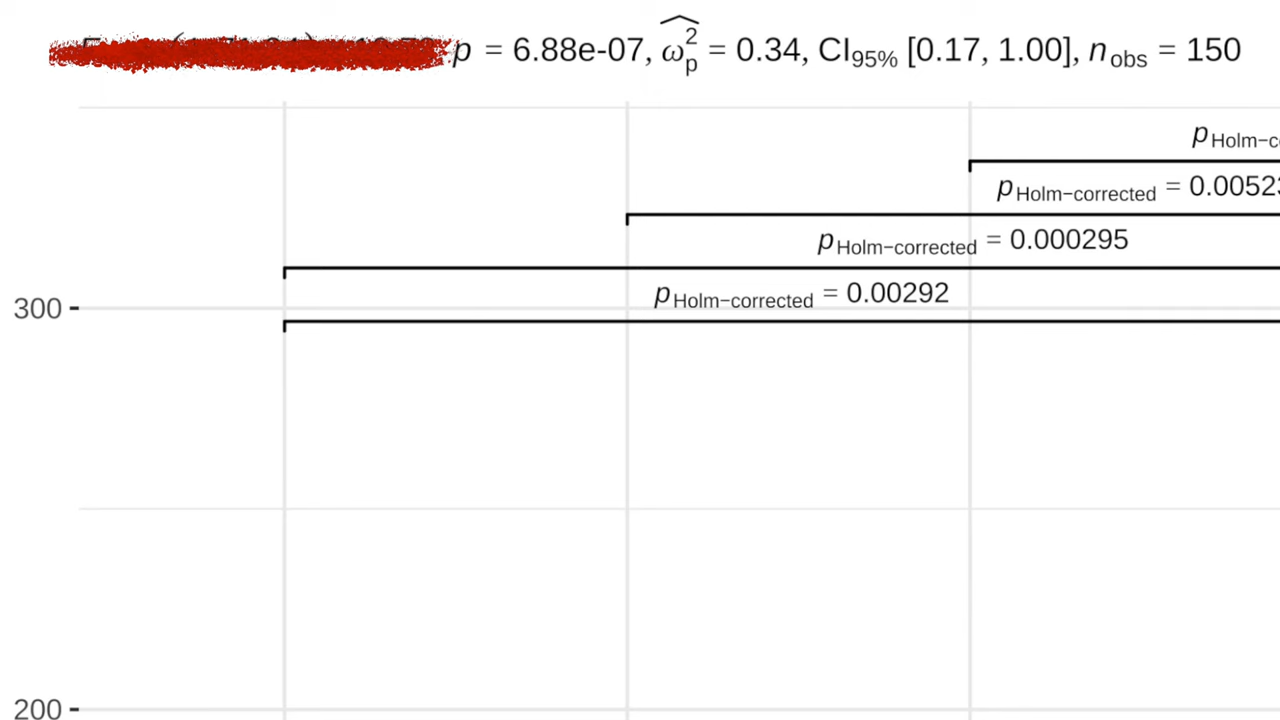 p = 6.88e-07, ω̂²ₚ = 0.34, CI95% [0.17, 1.00], nobs = 150
pHolm−c
pHolm−corrected = 0.00523
pHolm−corrected = 0.000295
pHolm−corrected = 0.00292
300
200